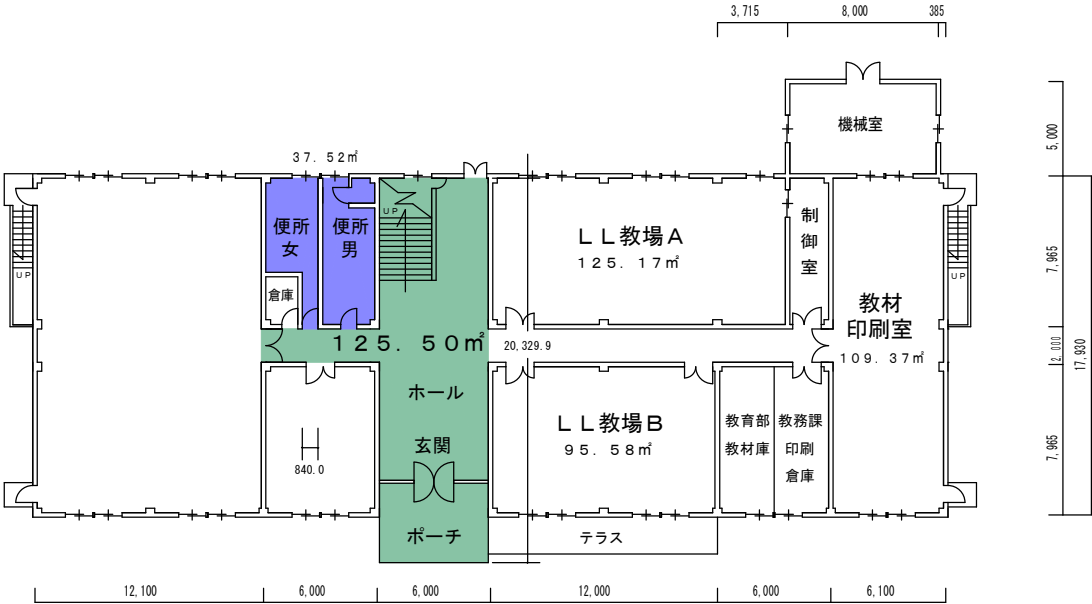 3,715
8,000
385
機械室
5,000
37.52㎡
UP
便所
女
便所
男
倉庫
UP
LL教場A
125.17㎡
制
御
室
UP
7,965
教材
印刷室
109.37㎡
125.50㎡
20,329.9
2,000
17,930
ホール
玄関
ポーチ
840.0
LL教場B
95.58㎡
教育部
教材庫
教務課
印刷
倉庫
7,965
テラス
12,100
6,000
6,000
12,000
6,000
6,100